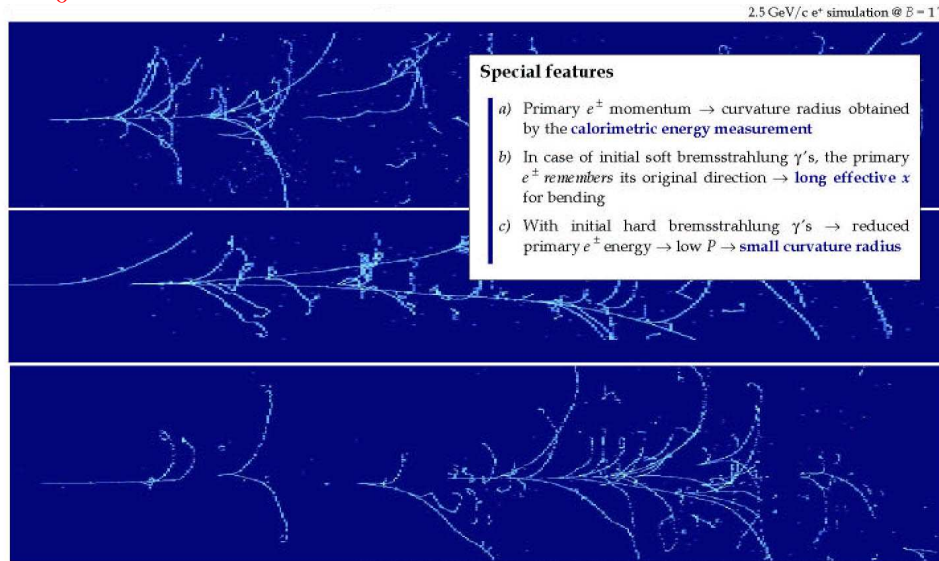 2.5 GeV/c e⁺ simulation @ B = 1
Special features
a) Primary e± momentum → curvature radius obtained
by the calorimetric energy measurement
b) In case of initial soft bremsstrahlung γ's, the primary
e± remembers its original direction → long effective x
for bending
c) With initial hard bremsstrahlung γ's → reduced
primary e± energy → low P → small curvature radius